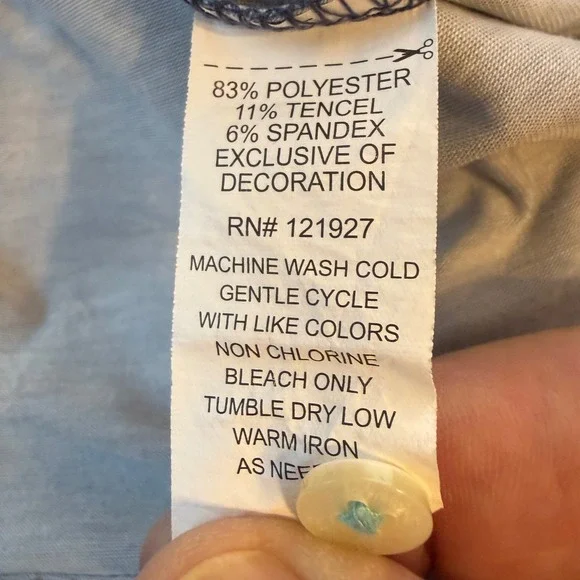 83% POLYESTER
11% TENCEL
6% SPANDEX
EXCLUSIVE OF
DECORATION
RN# 121927
MACHINE WASH COLD
GENTLE CYCLE
WITH LIKE COLORS
NON CHLORINE
BLEACH ONLY
TUMBLE DRY LOW
WARM IRON
AS